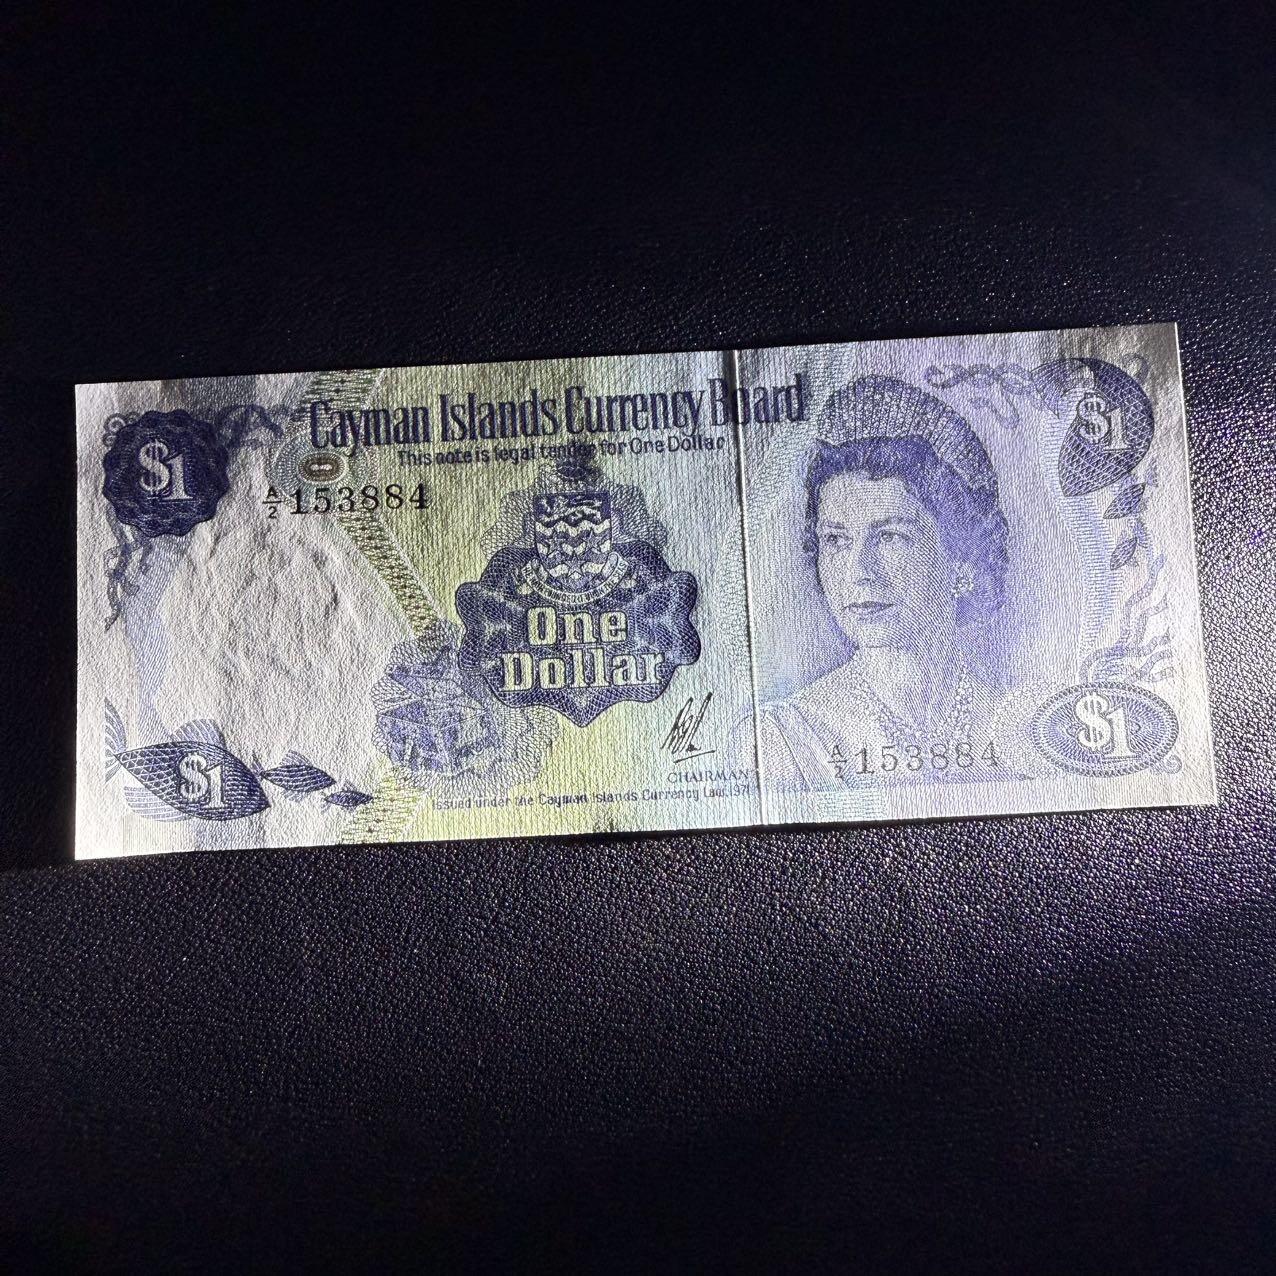 Cayman Islands Currency Board
This note is legal tender for One Dollar
$1
$1
A/2 153884
One
Dollar
CHAIRMAN
A/2 153884
$1
$1
Issued under the Cayman Islands Currency Law, 1971